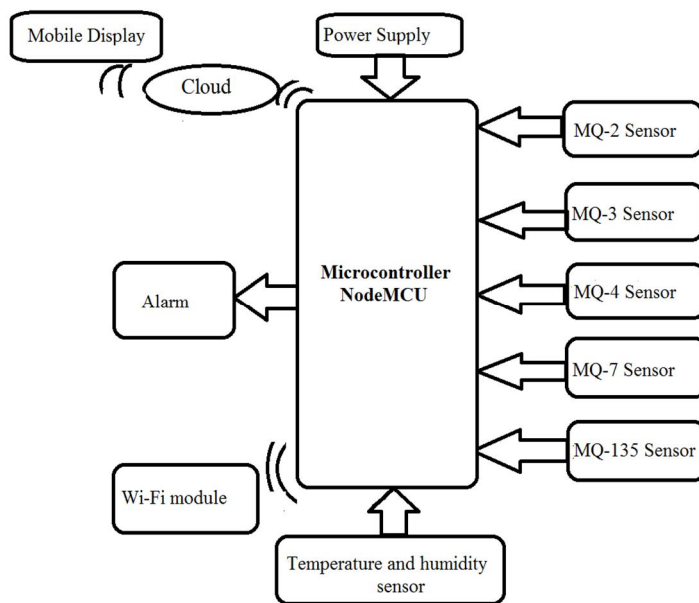 Mobile Display
Power Supply
Cloud
MQ-2 Sensor
MQ-3 Sensor
Microcontroller
NodeMCU
Alarm
MQ-4 Sensor
MQ-7 Sensor
MQ-135 Sensor
Wi-Fi module
Temperature and humidity
sensor